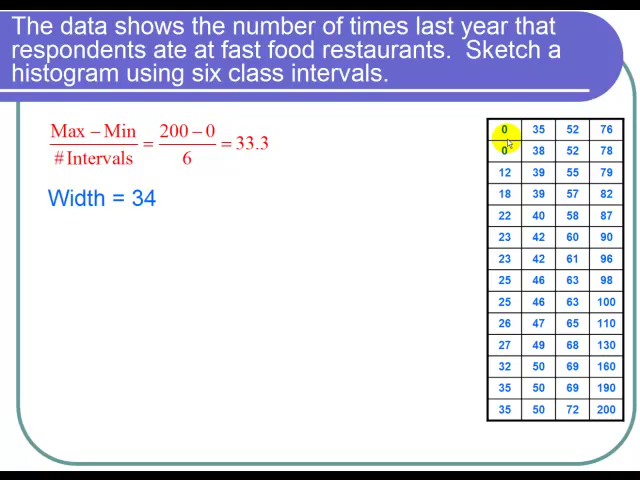 The data shows the number of times last year that
respondents ate at fast food restaurants. Sketch a
histogram using six class intervals.
Max − Min / # Intervals = 200 − 0 / 6 = 33.3
Width = 34
0 35 52 76
0 38 52 78
12 39 55 79
18 39 57 82
22 40 58 87
23 42 60 90
23 42 61 96
25 46 63 98
25 46 63 100
26 47 65 110
27 49 68 130
32 50 69 160
35 50 69 190
35 50 72 200